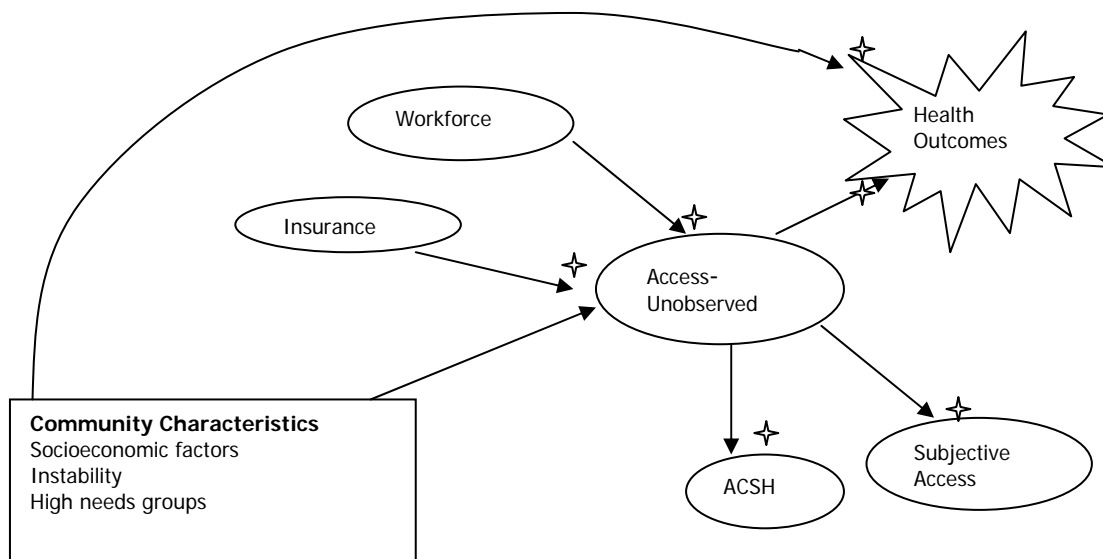 Workforce
Health
Outcomes
Insurance
Access-
Unobserved
Community Characteristics
Socioeconomic factors
Instability
High needs groups
ACSH
Subjective
Access